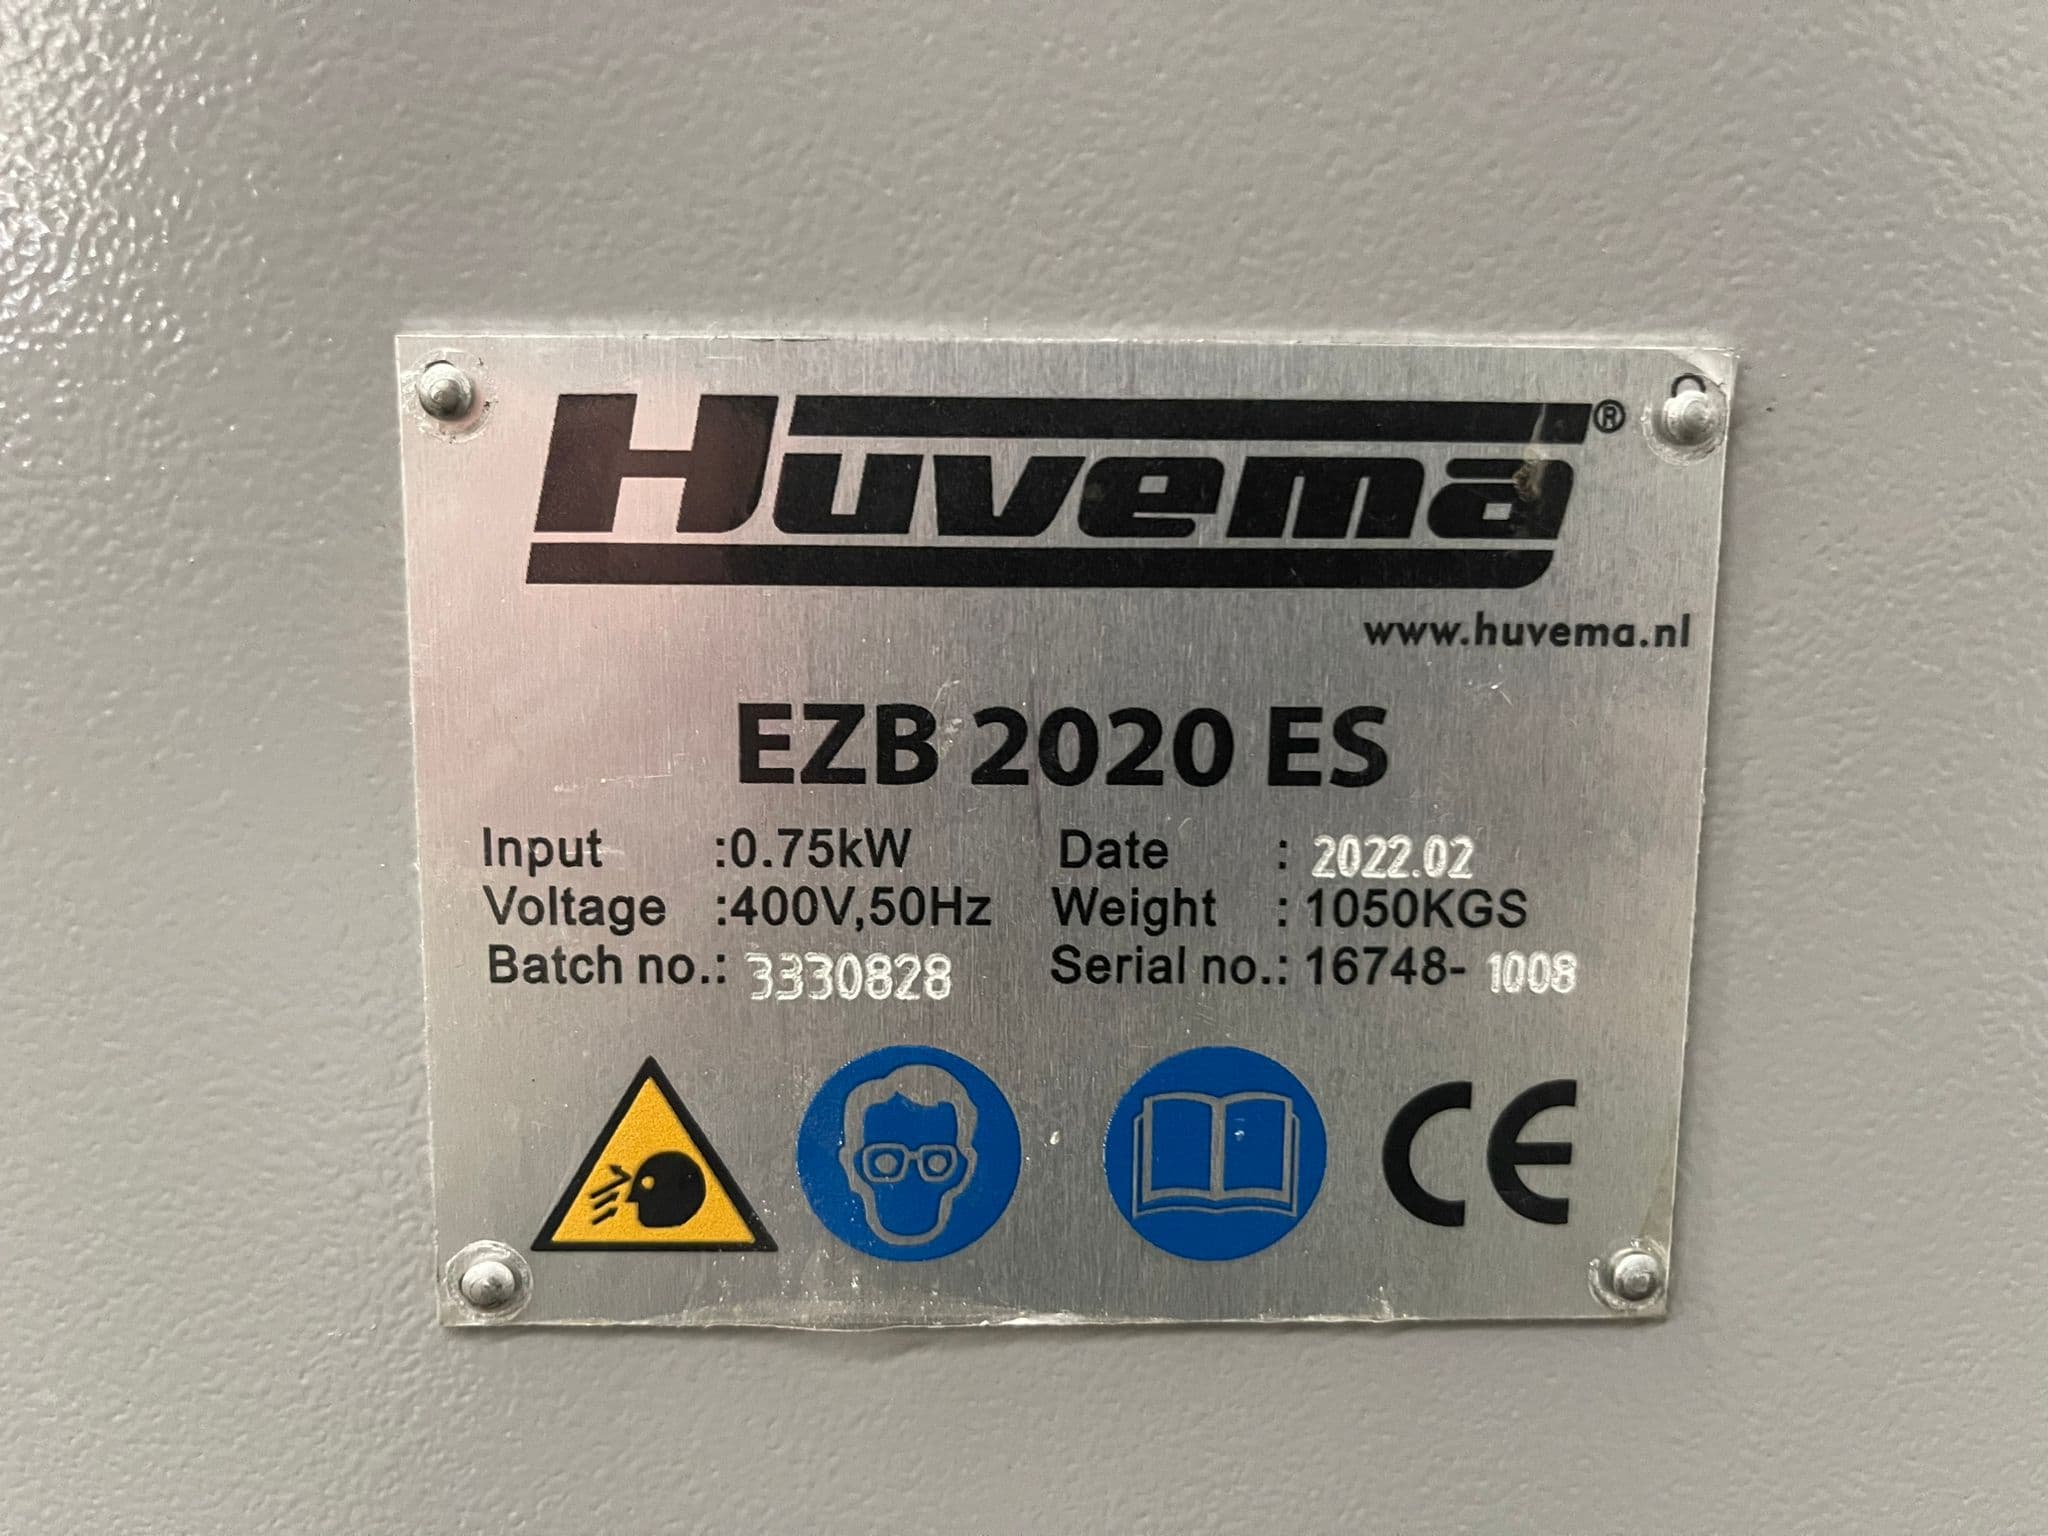 Huvema®
www.huvema.nl
EZB 2020 ES
Input :0.75kW Date : 2022.02
Voltage :400V,50Hz Weight : 1050KGS
Batch no.: 3330828 Serial no.: 16748- 1008
CE